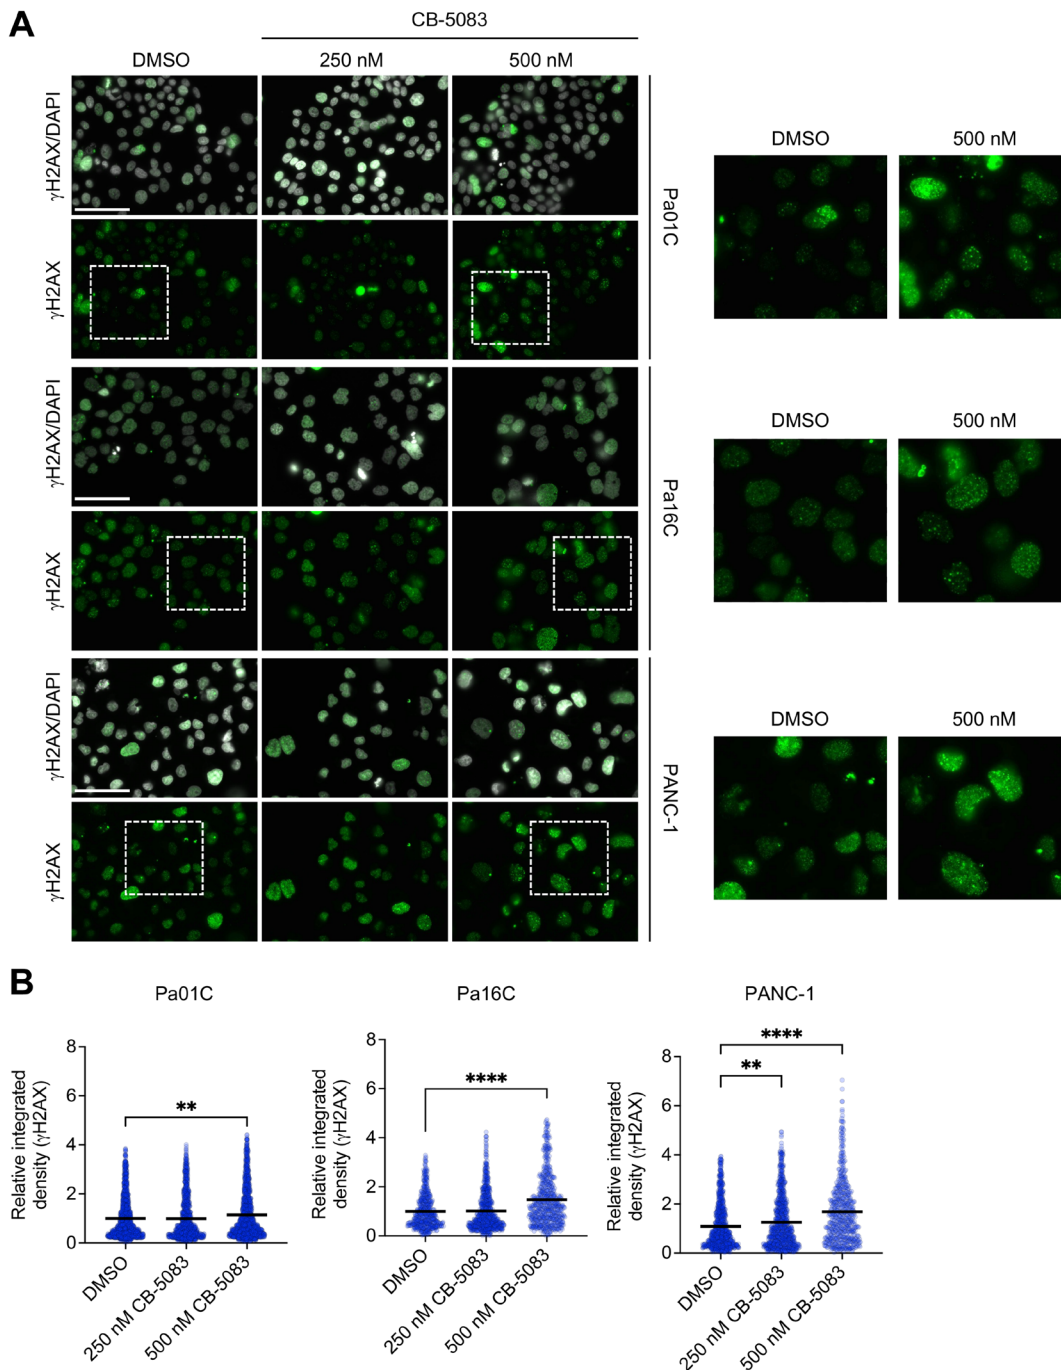 A
CB-5083
DMSO
250 nM
500 nM
γH2AX/DAPI
γH2AX
Pa01C
DMSO
500 nM
γH2AX/DAPI
γH2AX
Pa16C
DMSO
500 nM
γH2AX/DAPI
γH2AX
PANC-1
DMSO
500 nM
B
Pa01C
Relative integrated
density (γH2AX)
8
6
4
2
0
**
DMSO
250 nM CB-5083
500 nM CB-5083
Pa16C
Relative integrated
density (γH2AX)
8
6
4
2
0
****
DMSO
250 nM CB-5083
500 nM CB-5083
PANC-1
Relative integrated
density (γH2AX)
8
6
4
2
0
****
**
DMSO
250 nM CB-5083
500 nM CB-5083